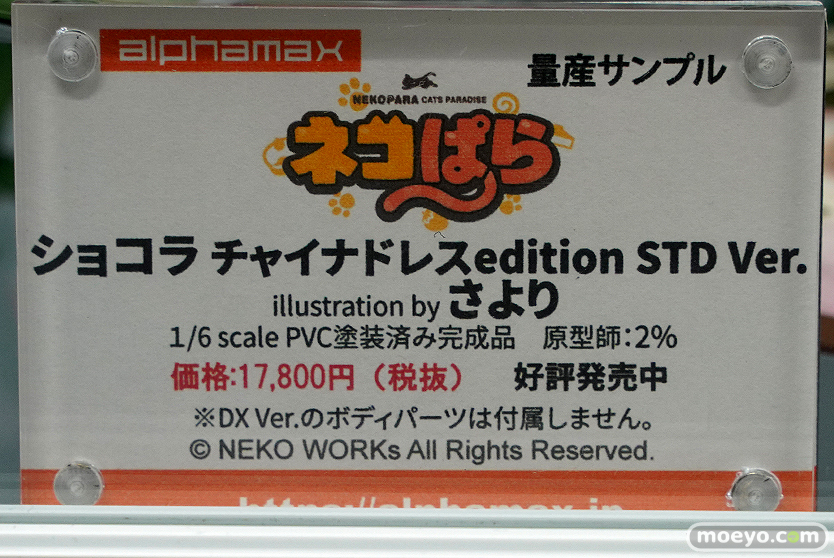 alphamax
量産サンプル
NEKOPARA CATS PARADISE
ネコぱら
ショコラ チャイナドレスedition STD Ver.
illustration by さより
1/6 scale PVC塗装済み完成品　原型師：2%
価格:17,800円（税抜）　好評発売中
※DX Ver.のボディパーツは付属しません。
© NEKO WORKs All Rights Reserved.
https://alphamax.jp
moeyo.com